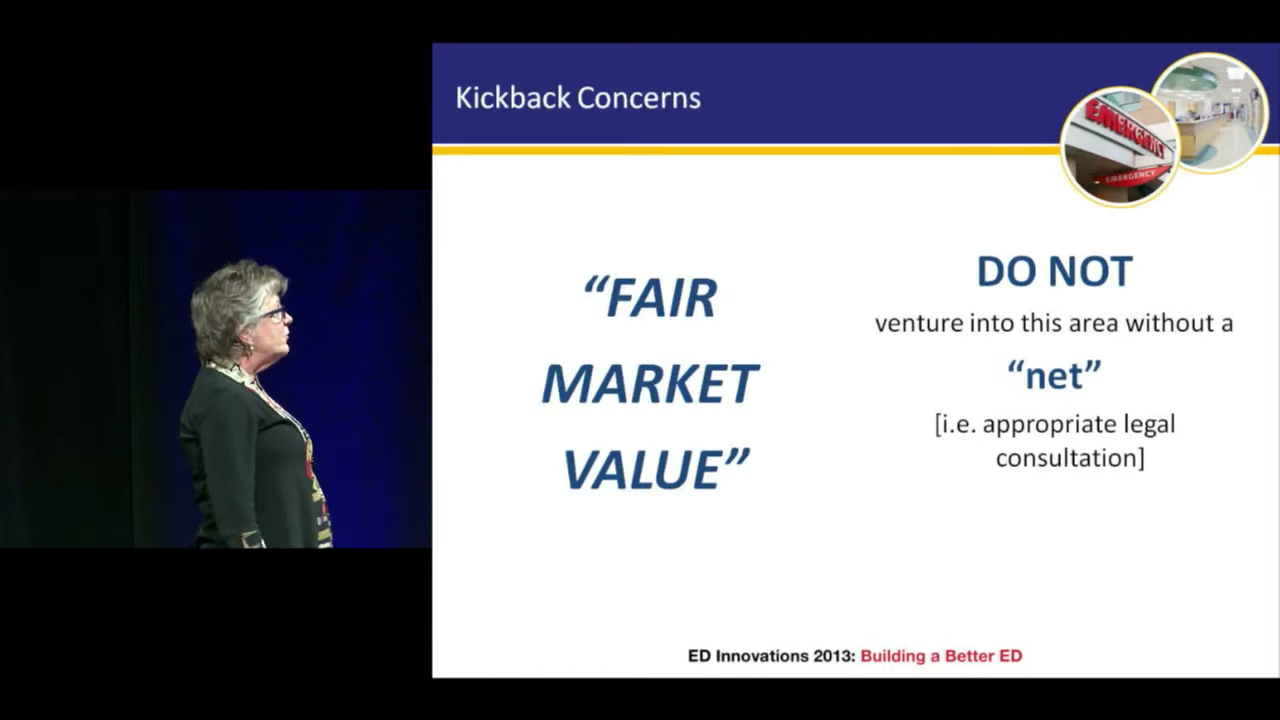 Kickback Concerns
EMERGENCY
EMERGENCY
“FAIR
MARKET
VALUE”
DO NOT
venture into this area without a
“net”
[i.e. appropriate legal
consultation]
ED Innovations 2013: Building a Better ED